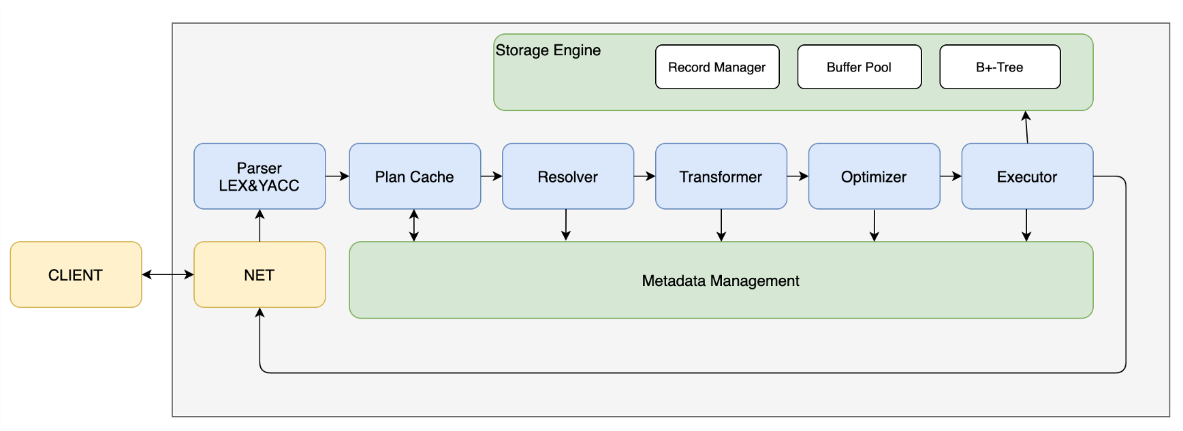 Storage Engine
Record Manager
Buffer Pool
B+-Tree
Parser
LEX&YACC
Plan Cache
Resolver
Transformer
Optimizer
Executor
CLIENT
NET
Metadata Management